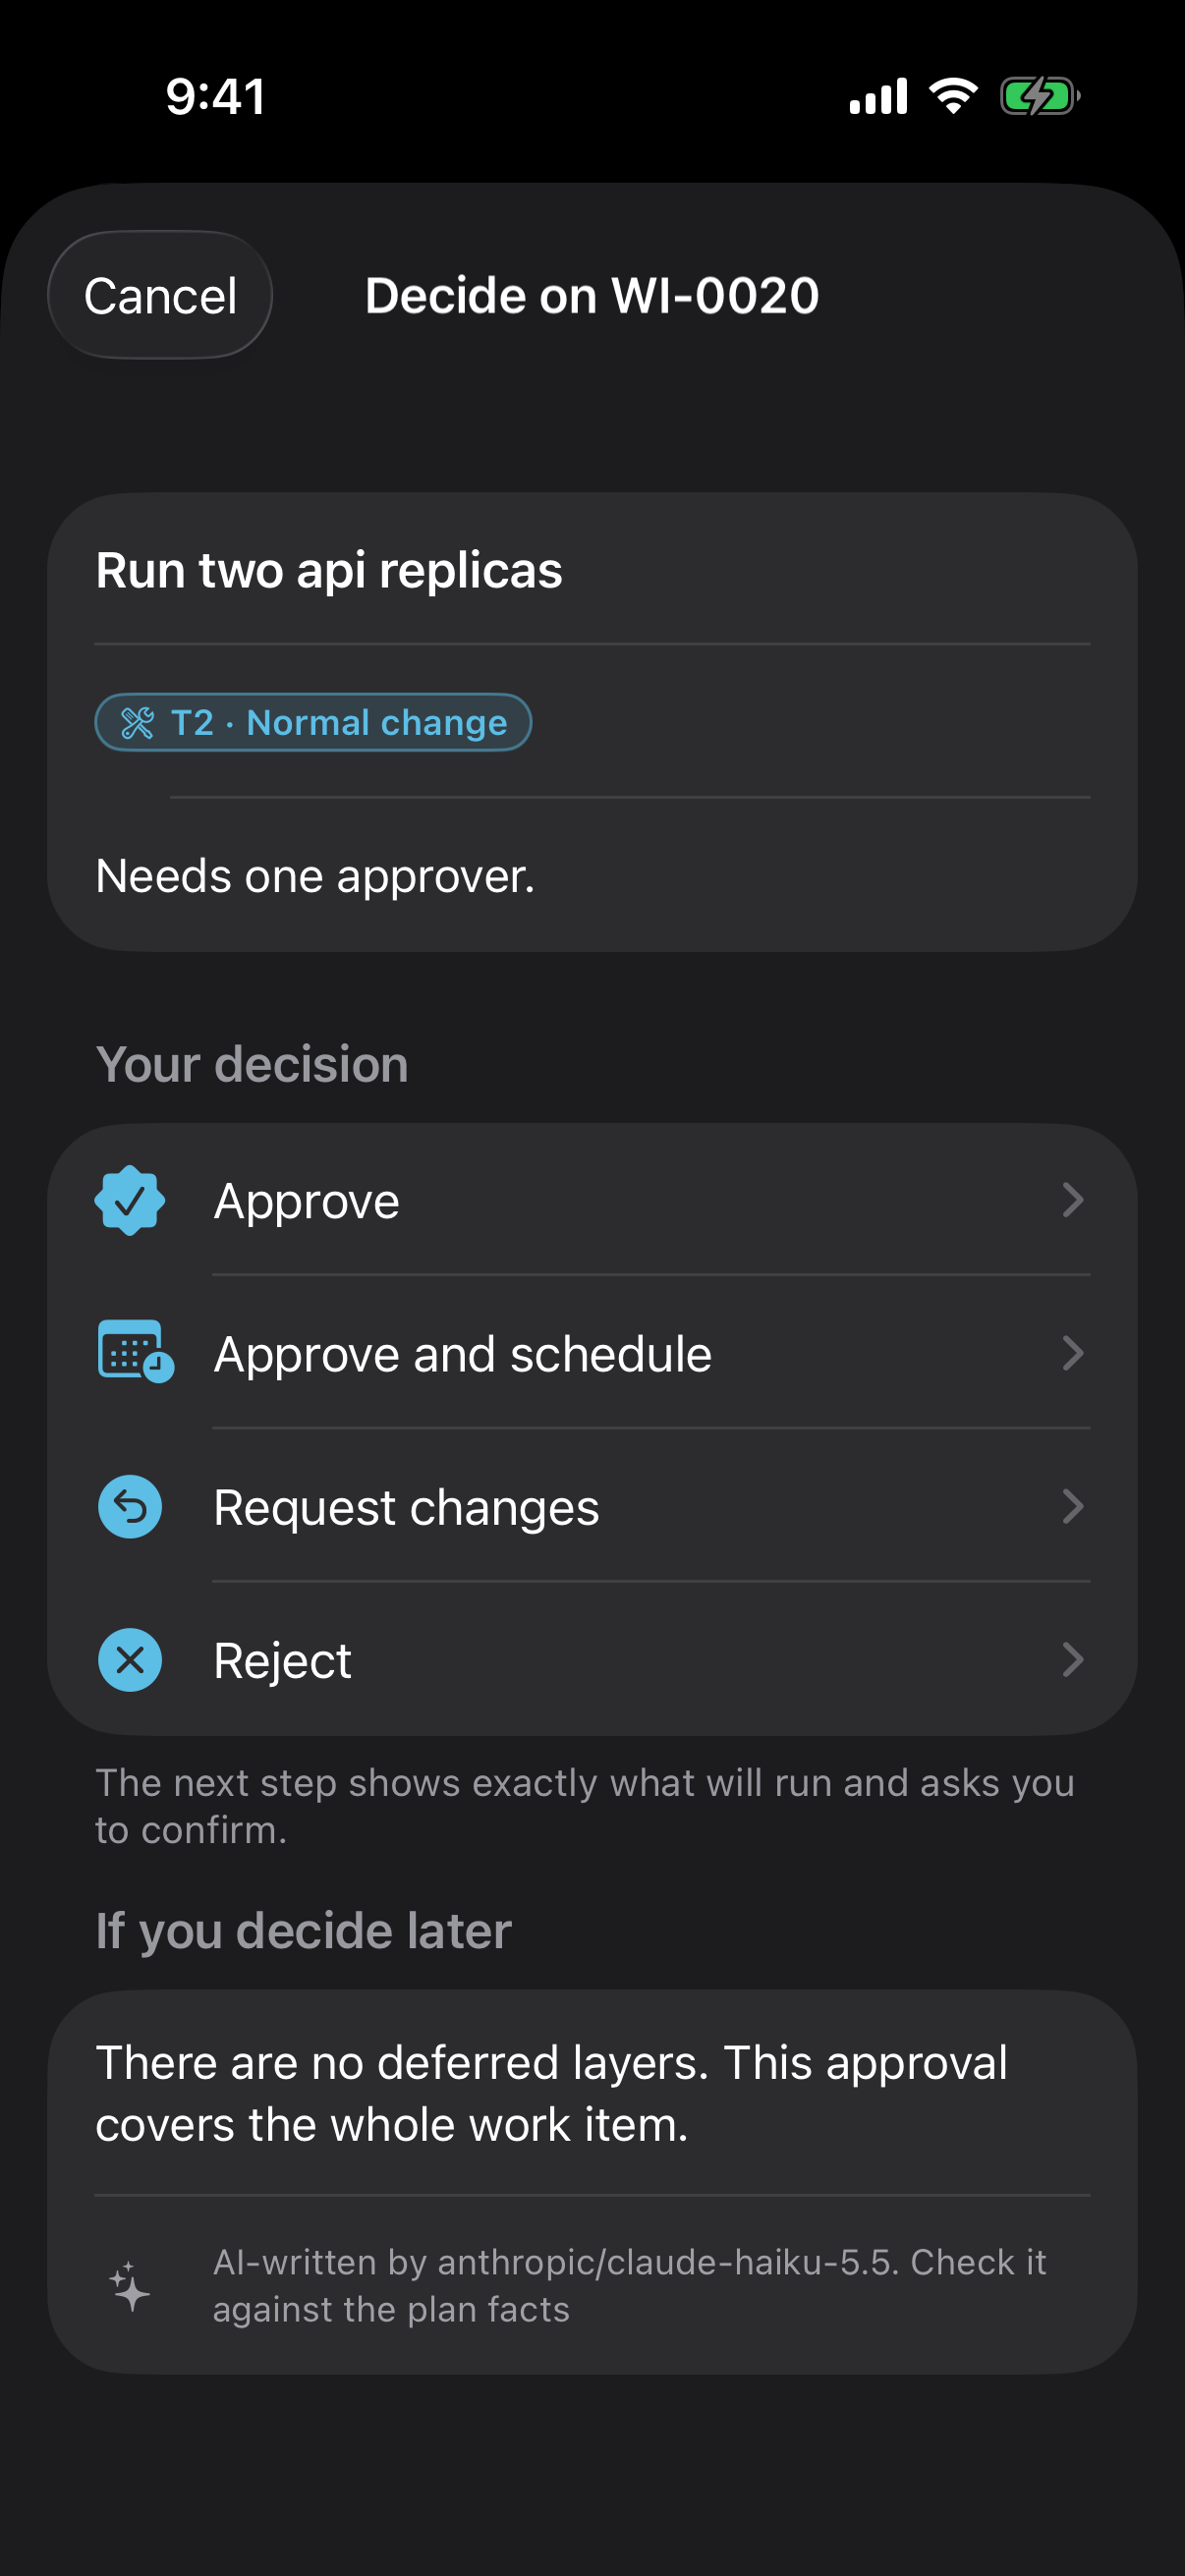 9:41
Cancel
Decide on WI-0020
Run two api replicas
T2 · Normal change
Needs one approver.
Your decision
Approve
Approve and schedule
Request changes
Reject
The next step shows exactly what will run and asks you
to confirm.
If you decide later
There are no deferred layers. This approval
covers the whole work item.
AI-written by anthropic/claude-haiku-5.5. Check it
against the plan facts